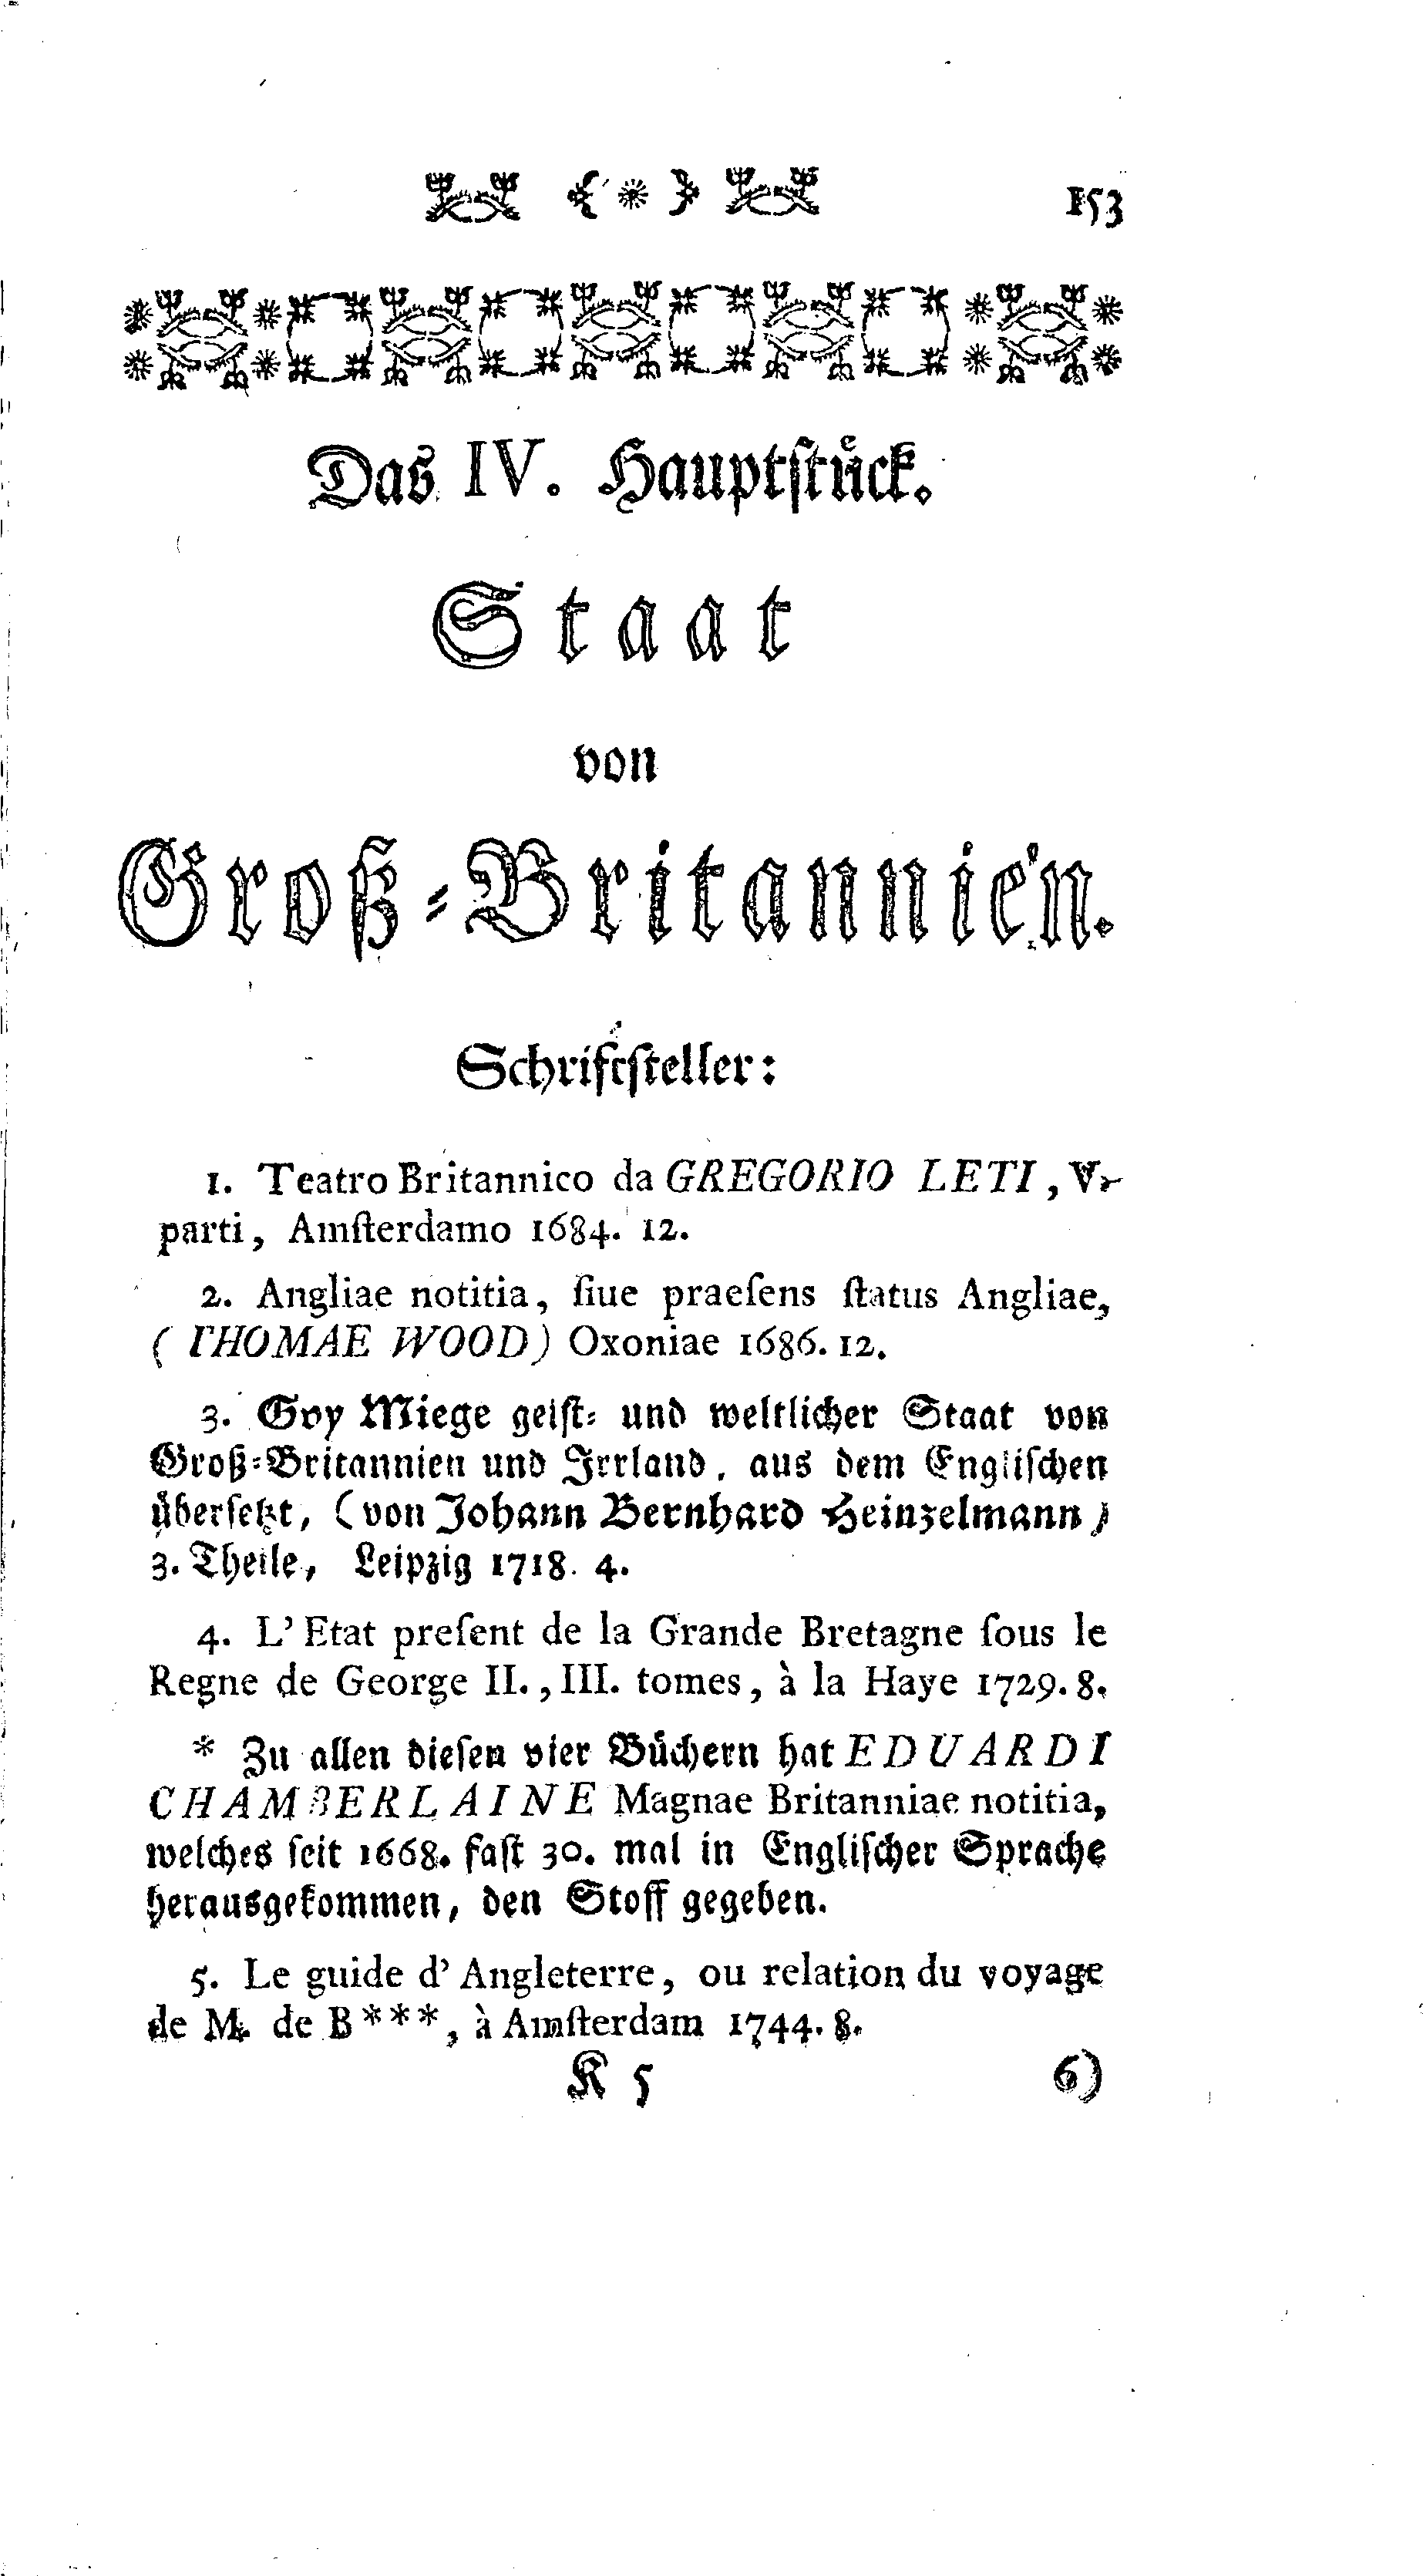 153
Das IV. Hauptſtück.
Staat
von
Groß-Britannien.
Schriftſteller:
1. Teatro Britannico da GREGORIO LETI, V.
parti, Amſterdamo 1684. 12.
2. Angliae notitia, ſiue praeſens ſtatus Angliae,
(THOMAE WOOD) Oxoniae 1686. 12.
3. Goy Miege geiſt- und weltlicher Staat von
Groß-Britannien und Irrland, aus dem Engliſchen
überſetzt, (von Johann Bernhard Heinzelmann)
3. Theile, Leipzig 1718. 4.
4. L'Etat preſent de la Grande Bretagne ſous le
Regne de George II., III. tomes, à la Haye 1729. 8.
* Zu allen dieſen vier Büchern hat EDUARDI
CHAMBERLAINE Magnae Britanniae notitia,
welches ſeit 1668. faſt 30. mal in Engliſcher Sprache
herausgekommen, den Stoff gegeben.
5. Le guide d' Angleterre, ou relation du voyage
de M. de B***, à Amſterdam 1744. 8.
K 5 6)